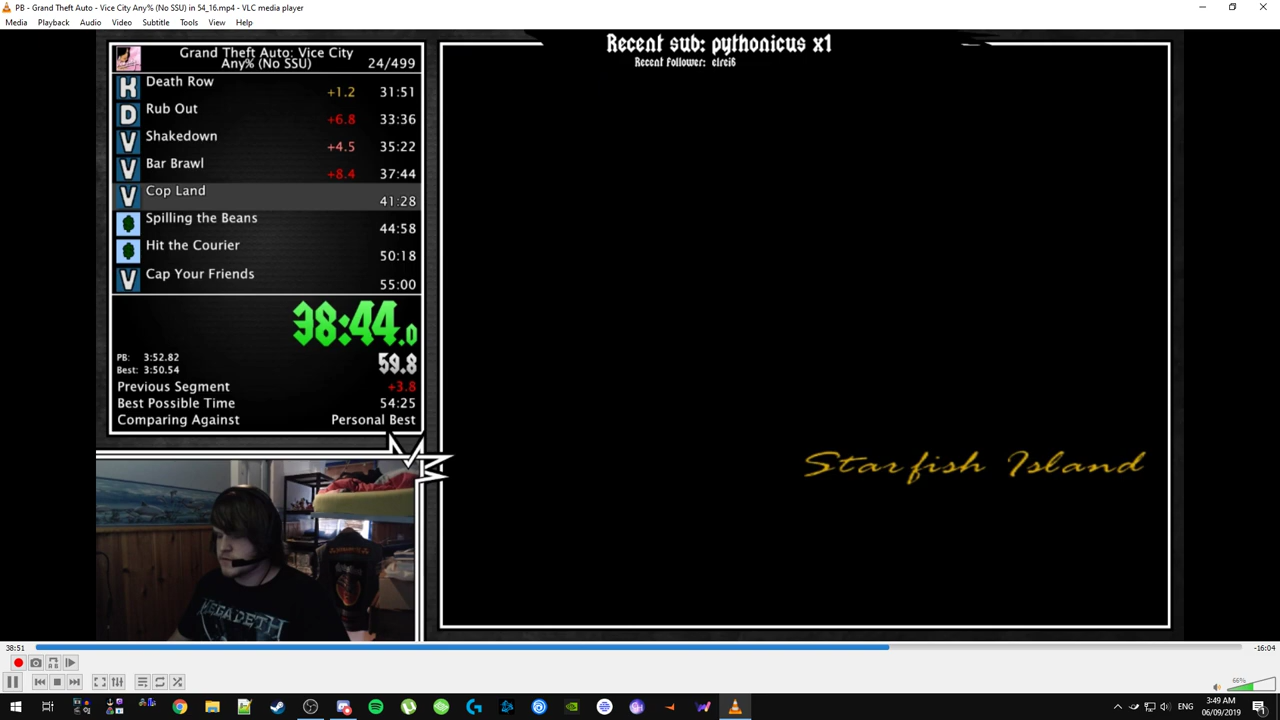 PB - Grand Theft Auto - Vice City Any% (No SSU) in 54_16.mp4 - VLC media player
Media Playback Audio Video Subtitle Tools View Help
Recent sub: pythonicus x1
Recent follower: elrei6
Grand Theft Auto: Vice City
Any% (No SSU) 24/499
K Death Row +1.2 31:51
D Rub Out +6.8 33:36
V Shakedown +4.5 35:22
V Bar Brawl +8.4 37:44
V Cop Land 41:28
Spilling the Beans 44:58
Hit the Courier 50:18
V Cap Your Friends 55:00
38:44.0
PB: 3:52.82
Best: 3:50.54
59.8
Previous Segment +3.8
Best Possible Time 54:25
Comparing Against Personal Best
Starfish Island
MEGADETH
38:51 -16:04
66%
3:49 AM
06/09/2019